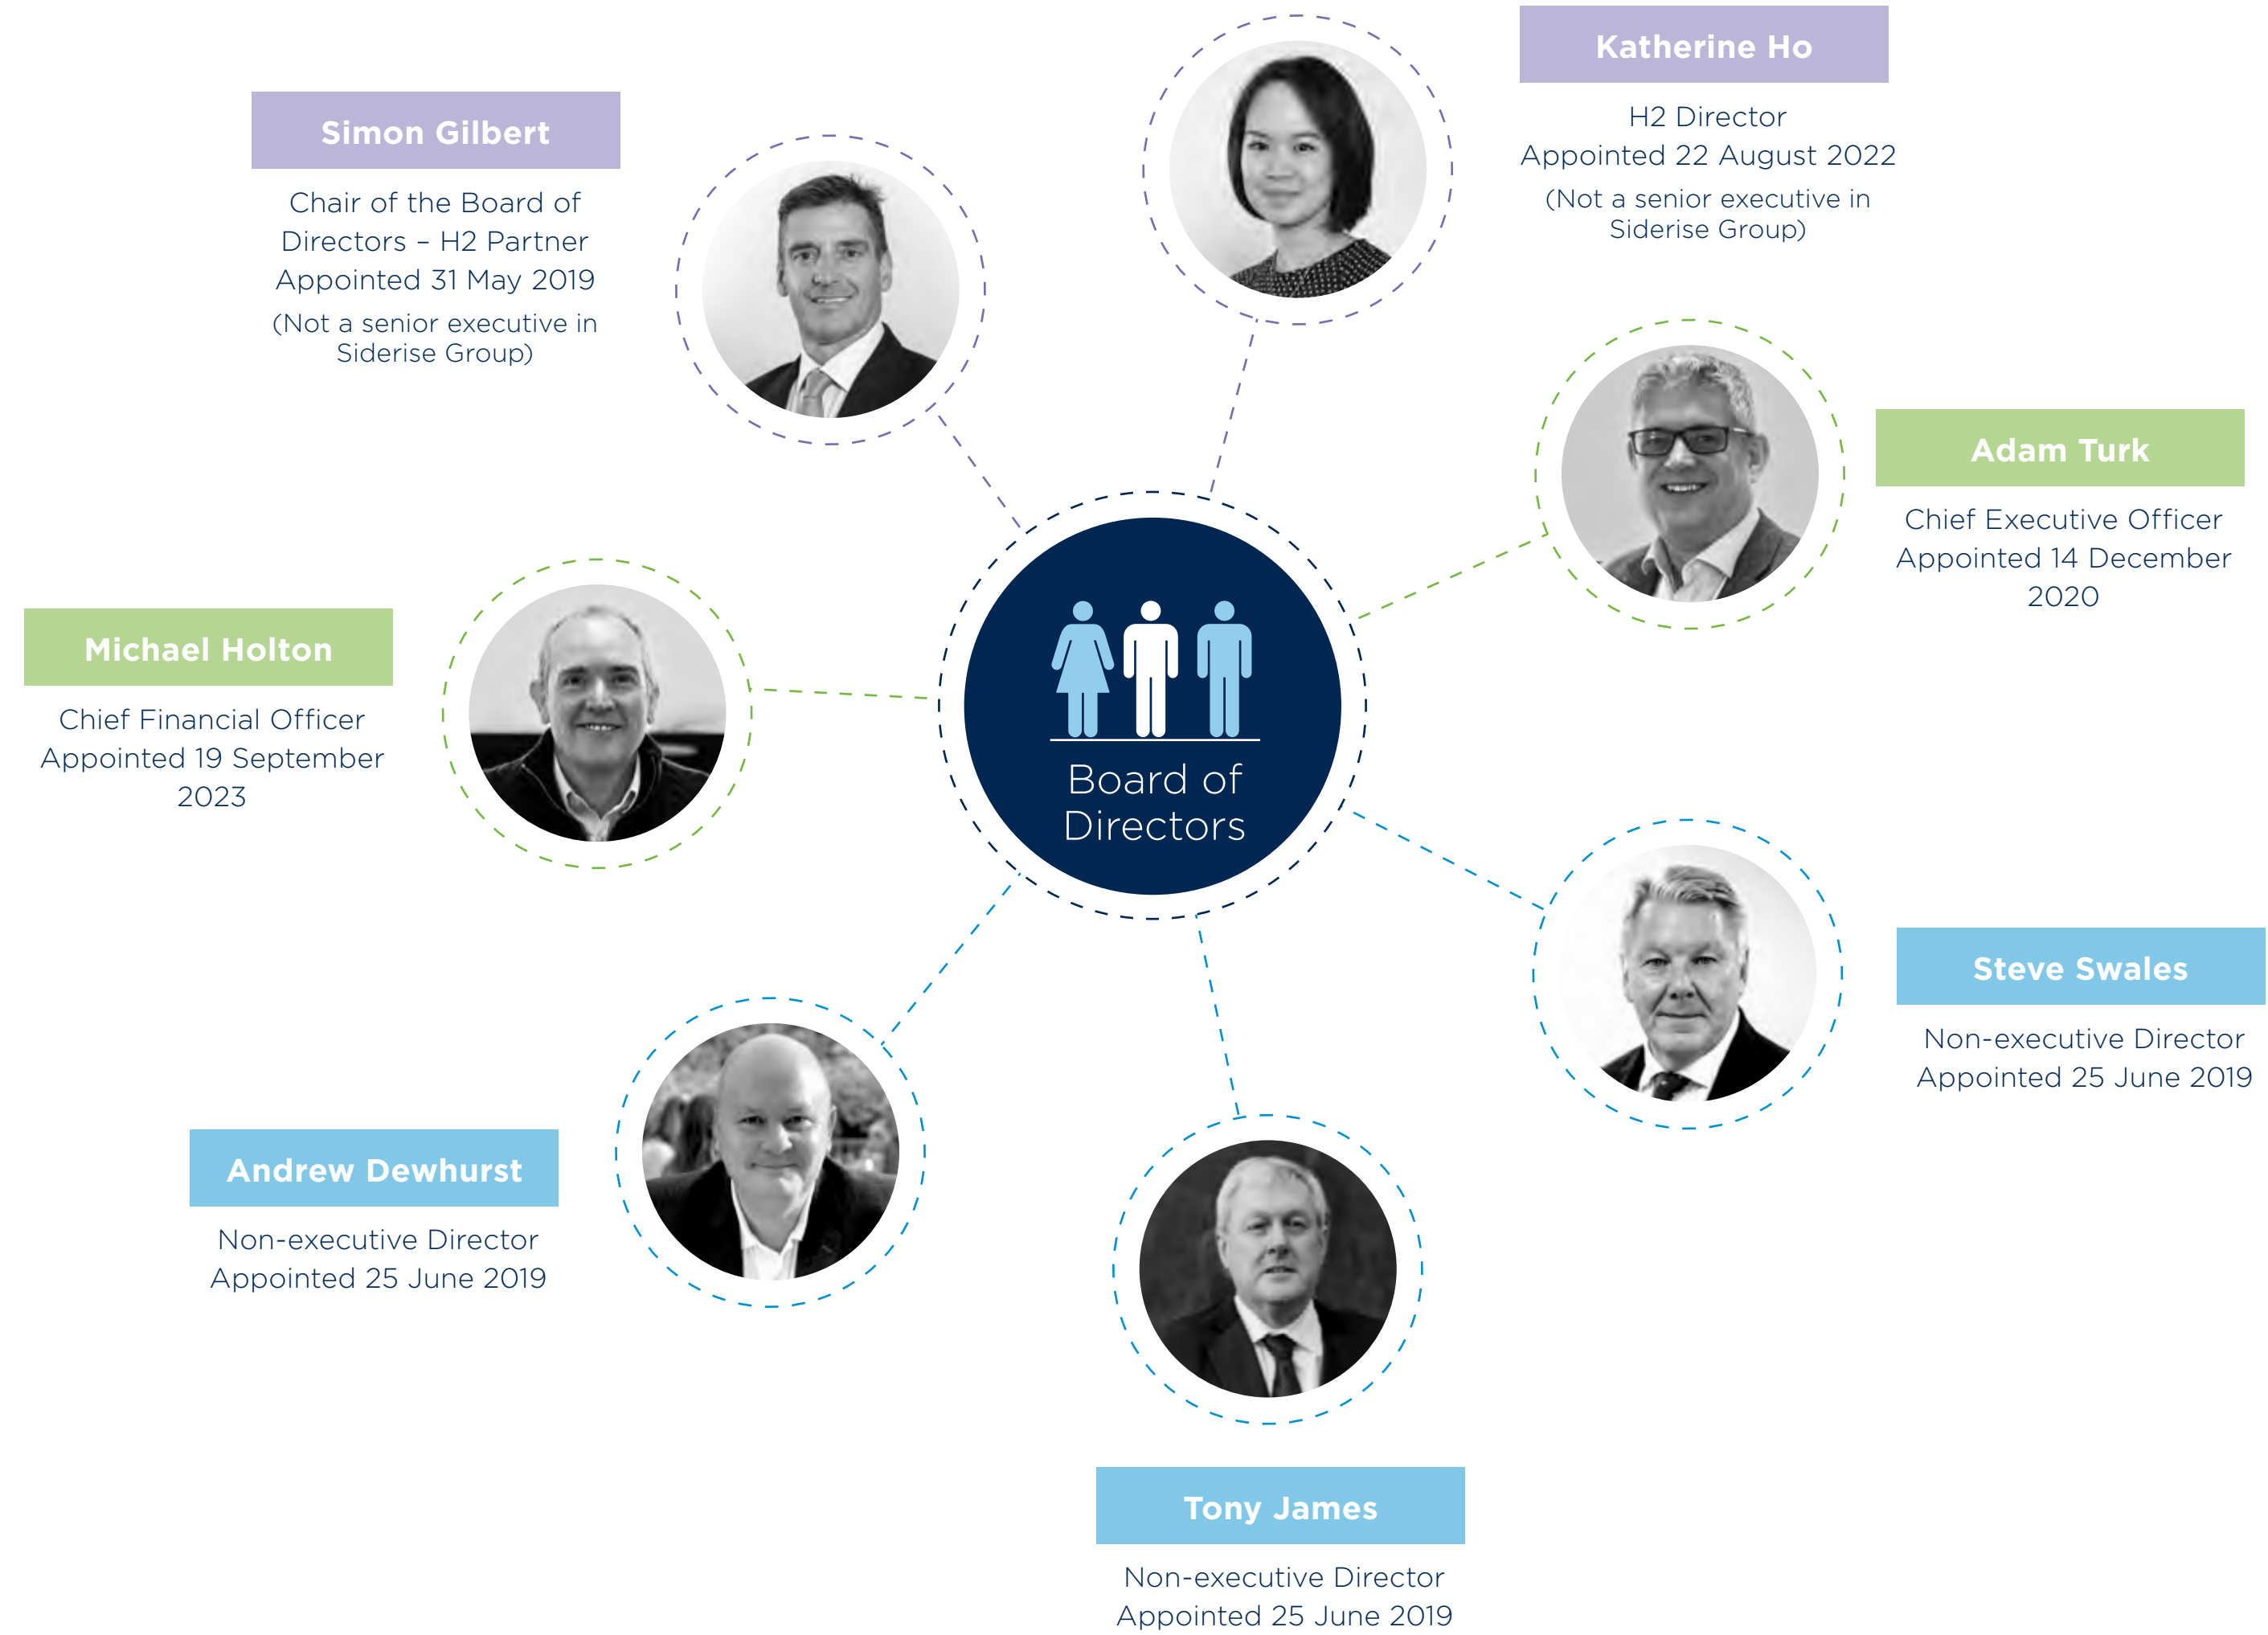 Katherine Ho
H2 Director
Appointed 22 August 2022
(Not a senior executive in
Siderise Group)
Simon Gilbert
Chair of the Board of
Directors – H2 Partner
Appointed 31 May 2019
(Not a senior executive in
Siderise Group)
Adam Turk
Chief Executive Officer
Appointed 14 December
2020
Michael Holton
Chief Financial Officer
Appointed 19 September
2023
Board of
Directors
Steve Swales
Non-executive Director
Appointed 25 June 2019
Andrew Dewhurst
Non-executive Director
Appointed 25 June 2019
Tony James
Non-executive Director
Appointed 25 June 2019